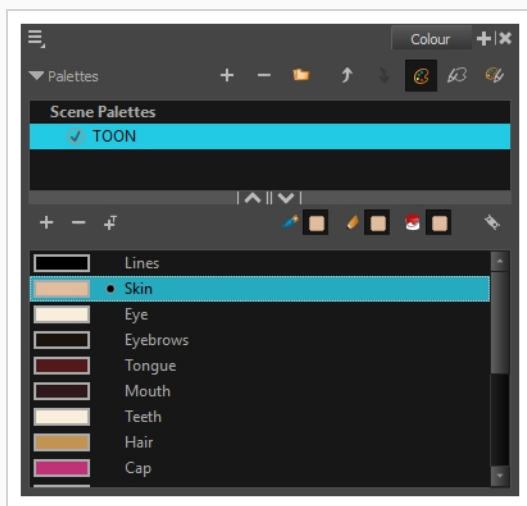 Colour
Palettes
Scene Palettes
TOON
Lines
Skin
Eye
Eyebrows
Tongue
Mouth
Teeth
Hair
Cap